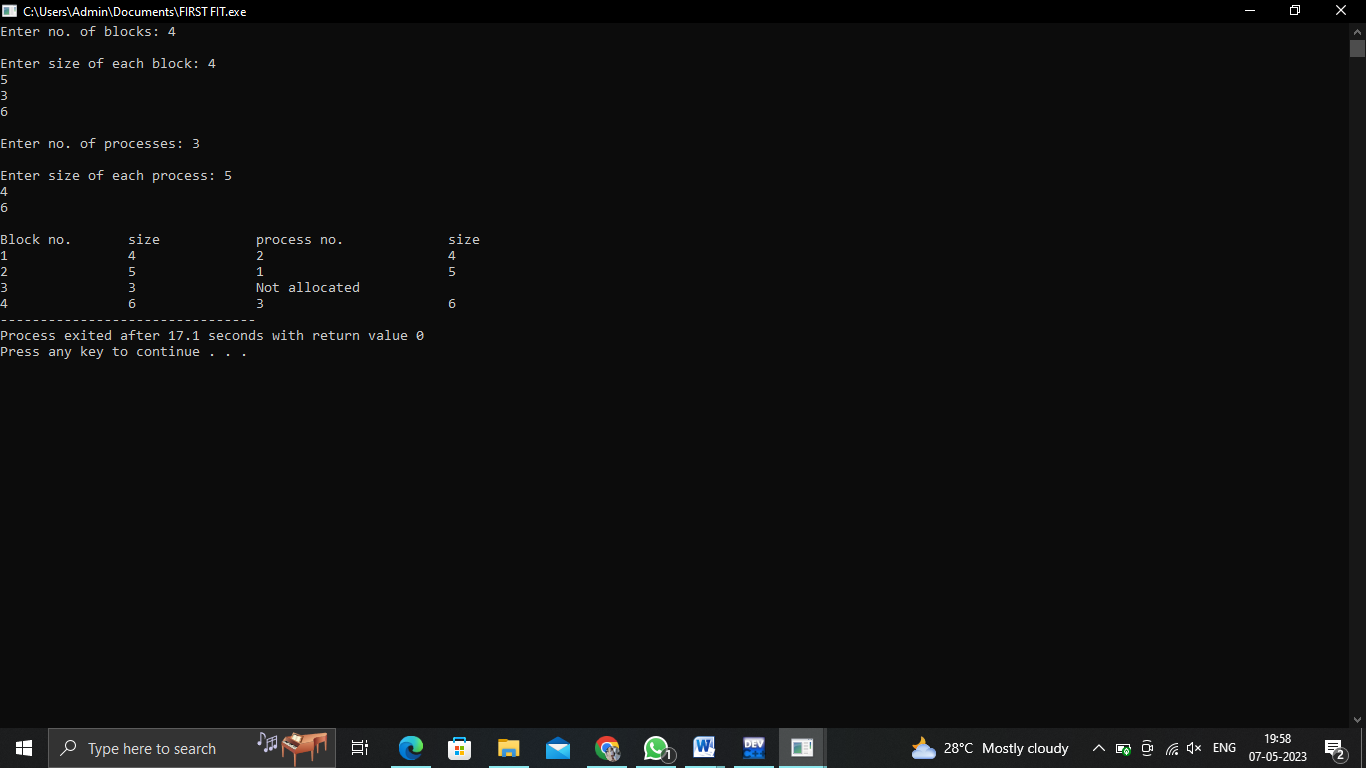 C:\Users\Admin\Documents\FIRST FIT.exe
Enter no. of blocks: 4
Enter size of each block: 4
5
3
6
Enter no. of processes: 3
Enter size of each process: 5
4
6
Block no. size process no. size
1 4 2 4
2 5 1 5
3 3 Not allocated
4 6 3 6
--------------------------------
Process exited after 17.1 seconds with return value 0
Press any key to continue . . .
Type here to search
1
W
DEV
28°C Mostly cloudy
ENG
19:58
07-05-2023
2